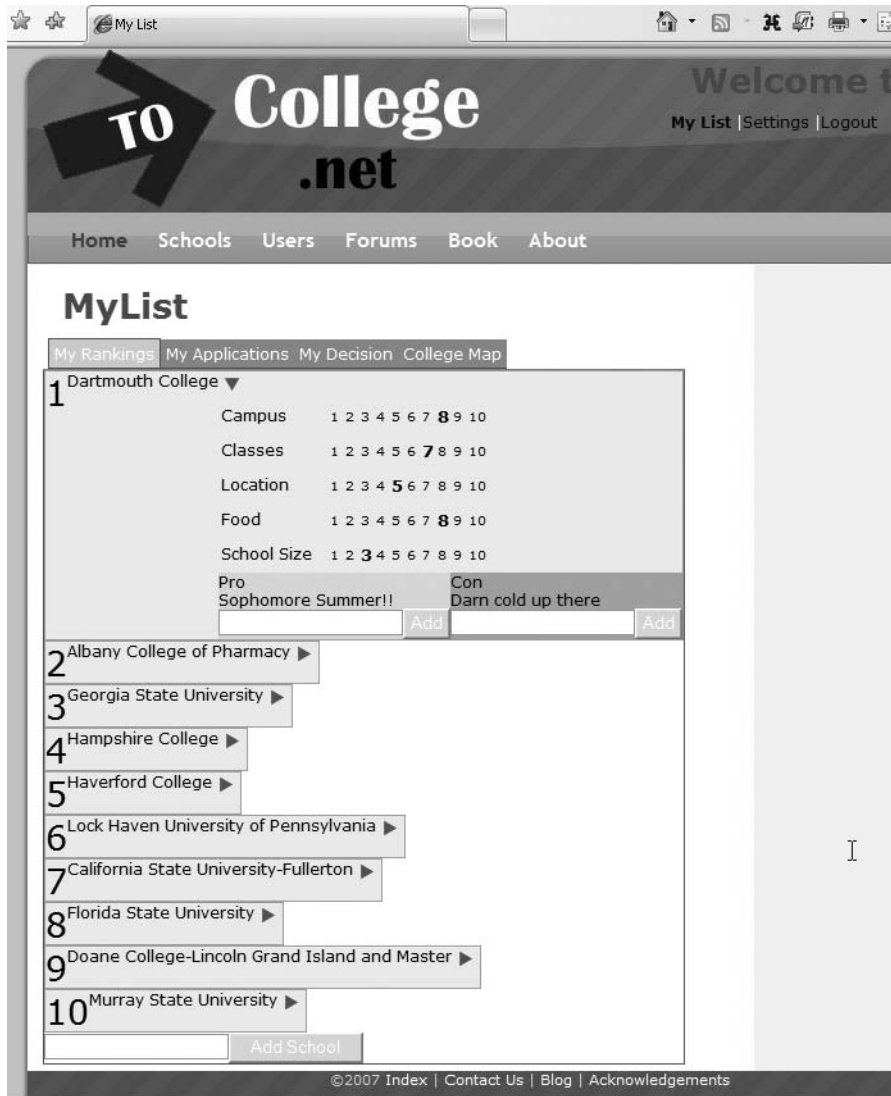 My List
TO College
.net
Welcome t
My List |Settings |Logout
Home Schools Users Forums Book About
MyList
My Rankings My Applications My Decision College Map
1 Dartmouth College
Campus 1 2 3 4 5 6 7 8 9 10
Classes 1 2 3 4 5 6 7 8 9 10
Location 1 2 3 4 5 6 7 8 9 10
Food 1 2 3 4 5 6 7 8 9 10
School Size 1 2 3 4 5 6 7 8 9 10
Pro Con
Sophomore Summer!! Darn cold up there
Add Add
2 Albany College of Pharmacy
3 Georgia State University
4 Hampshire College
5 Haverford College
6 Lock Haven University of Pennsylvania
7 California State University-Fullerton
8 Florida State University
9 Doane College-Lincoln Grand Island and Master
10 Murray State University
Add School
©2007 Index | Contact Us | Blog | Acknowledgements